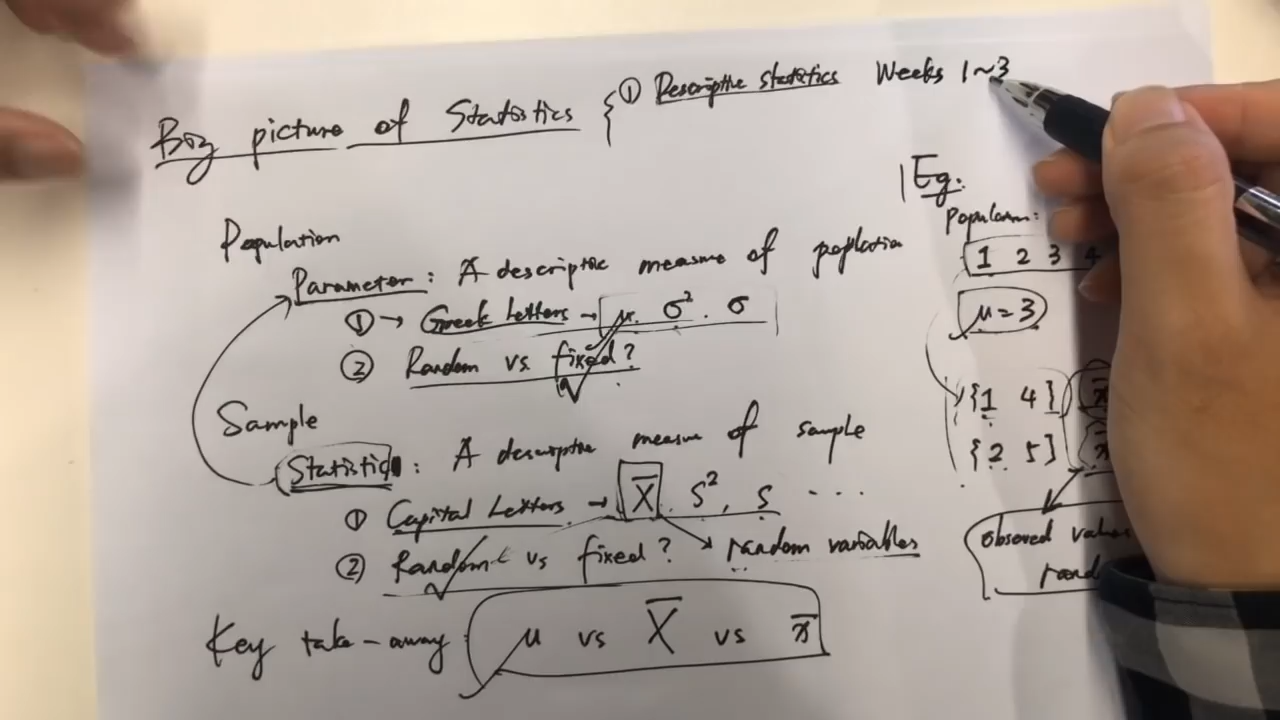 Big picture of Statistics { ① Descriptive Statistics Weeks 1~3
Population
Parameter : A descriptive measure of population
① → Greek Letters → μ, σ², σ
② Random vs fixed?
Sample
Statistic : A descriptive measure of sample
① Capital Letters → X̄, S², S ....
② Random vs fixed? → random variables
Key take-away μ vs X̄ vs x̄
Eg.
Population:
1 2 3 4
μ = 3
{1 4} x̄
{2 5} x̄
observed